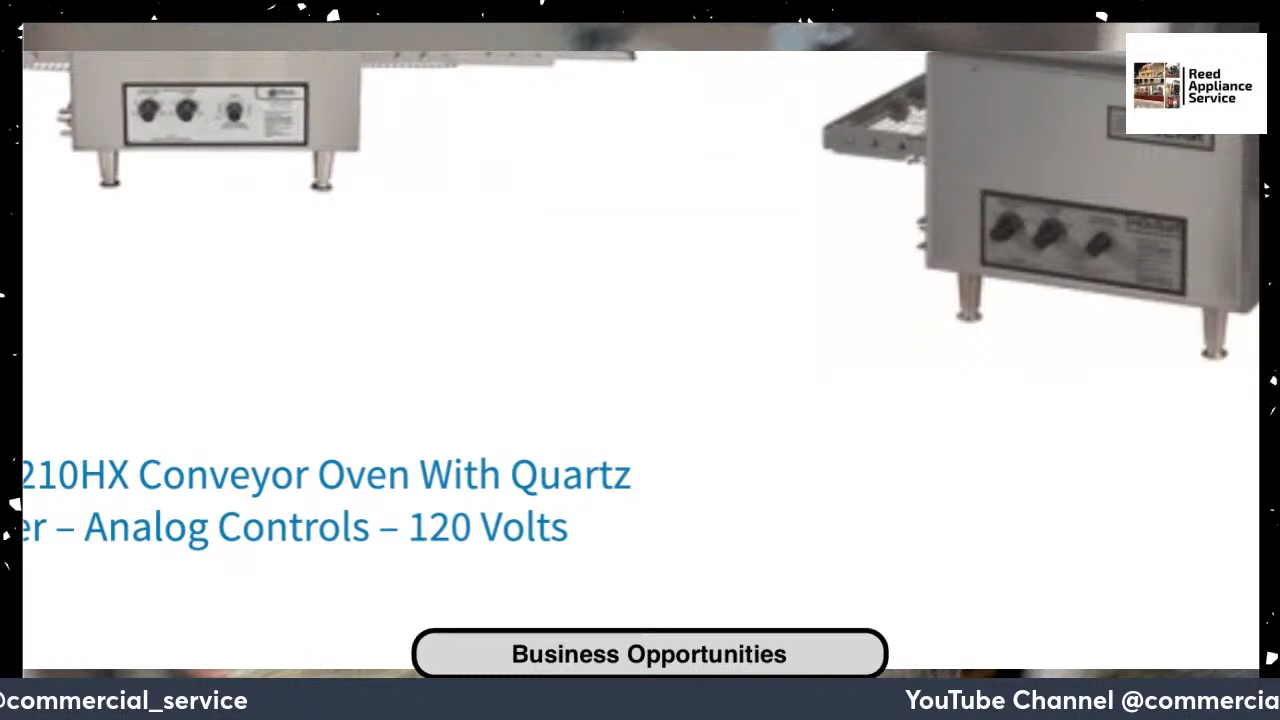 Reed
Appliance
Service
210HX Conveyor Oven With Quartz
er – Analog Controls – 120 Volts
Business Opportunities
@commercial_service
YouTube Channel @commercia